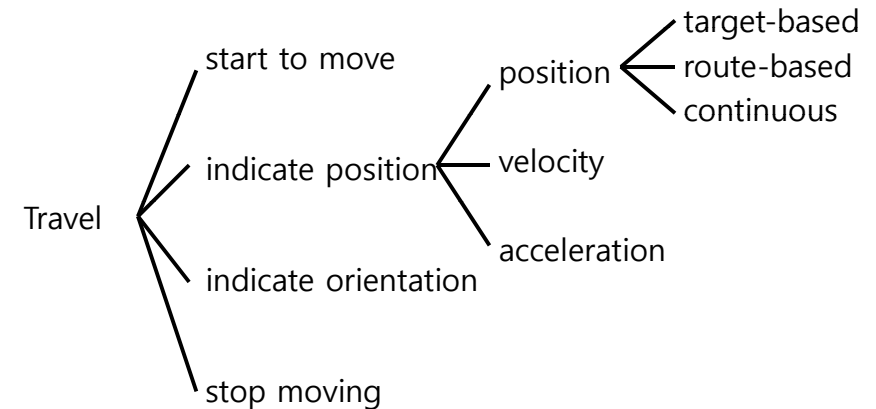 target-based
start to move
position
route-based
continuous
indicate position
velocity
Travel
acceleration
indicate orientation
stop moving